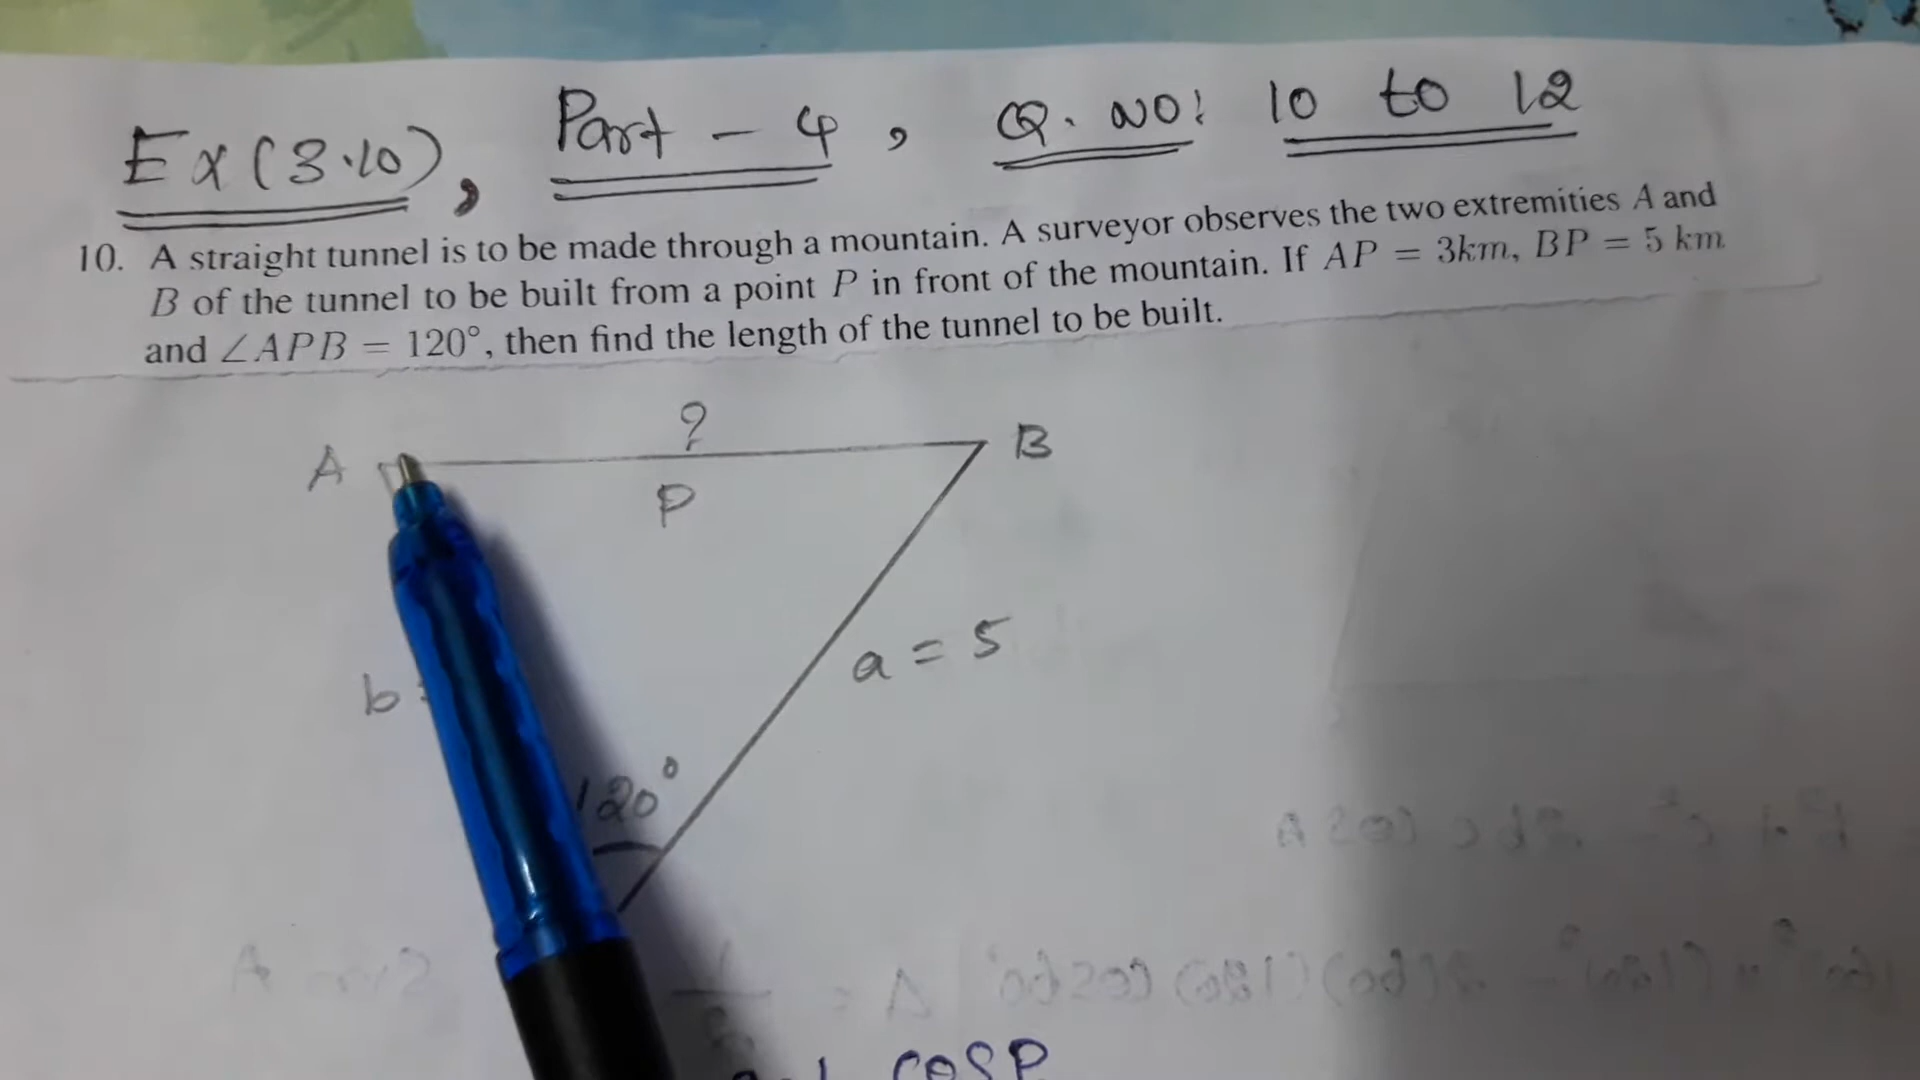 Ex(3.10), Part - 4, Q. NO: 10 to 12
10. A straight tunnel is to be made through a mountain. A surveyor observes the two extremities A and
B of the tunnel to be built from a point P in front of the mountain. If AP = 3km, BP = 5 km
and ∠APB = 120°, then find the length of the tunnel to be built.
?
A B
P
a = 5
b
120°
cosP